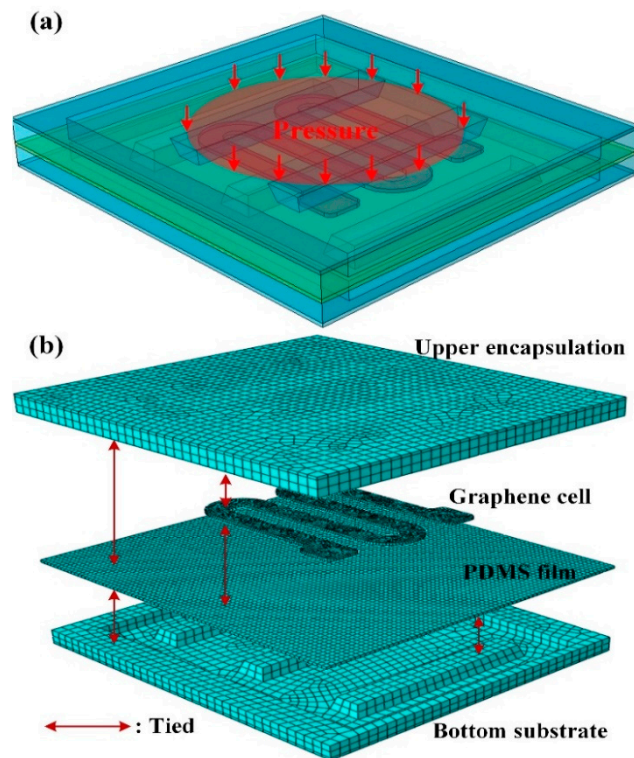 (a)
Pressure
(b)
Upper encapsulation
Graphene cell
PDMS film
: Tied
Bottom substrate